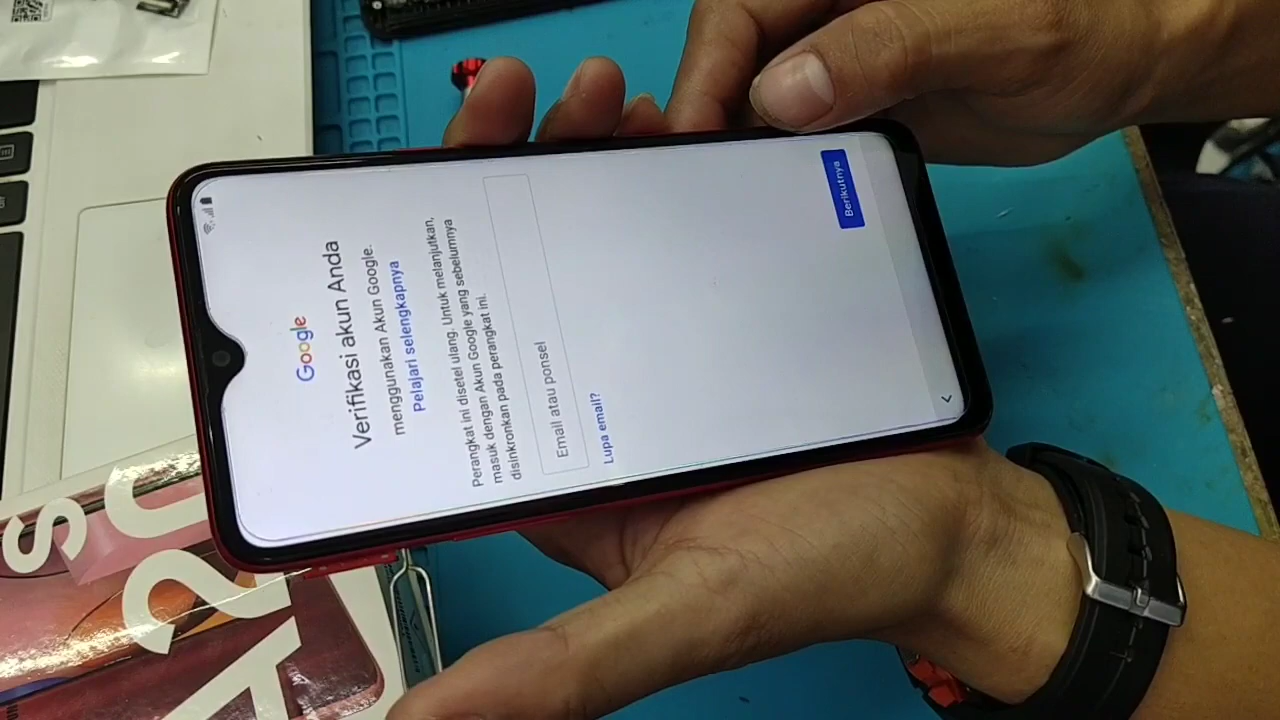 Google
Verifikasi akun Anda
menggunakan Akun Google.
Pelajari selengkapnya
Perangkat ini disetel ulang. Untuk melanjutkan,
masuk dengan Akun Google yang sebelumnya
disinkronkan pada perangkat ini.
Email atau ponsel
Lupa email?
Berikutnya